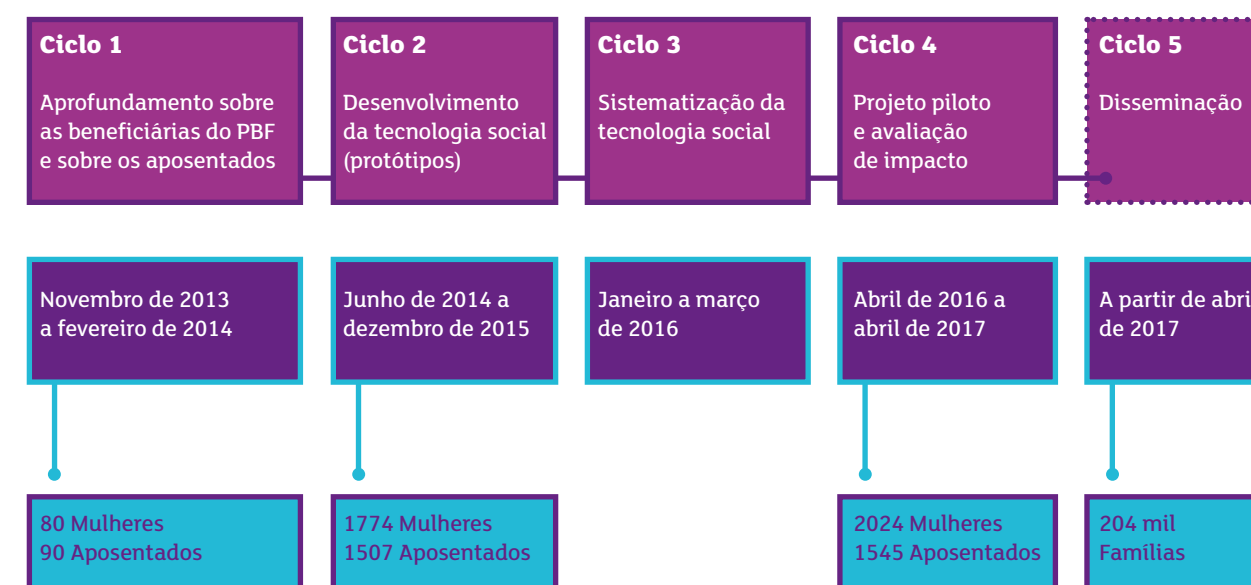 Ciclo 1
Aprofundamento sobre
as beneficiárias do PBF
e sobre os aposentados
Ciclo 2
Desenvolvimento
da tecnologia social
(protótipos)
Ciclo 3
Sistematização da
tecnologia social
Ciclo 4
Projeto piloto
e avaliação
de impacto
Ciclo 5
Disseminação
Novembro de 2013
a fevereiro de 2014
Junho de 2014 a
dezembro de 2015
Janeiro a março
de 2016
Abril de 2016 a
abril de 2017
A partir de abri
de 2017
80 Mulheres
90 Aposentados
1774 Mulheres
1507 Aposentados
2024 Mulheres
1545 Aposentados
204 mil
Famílias